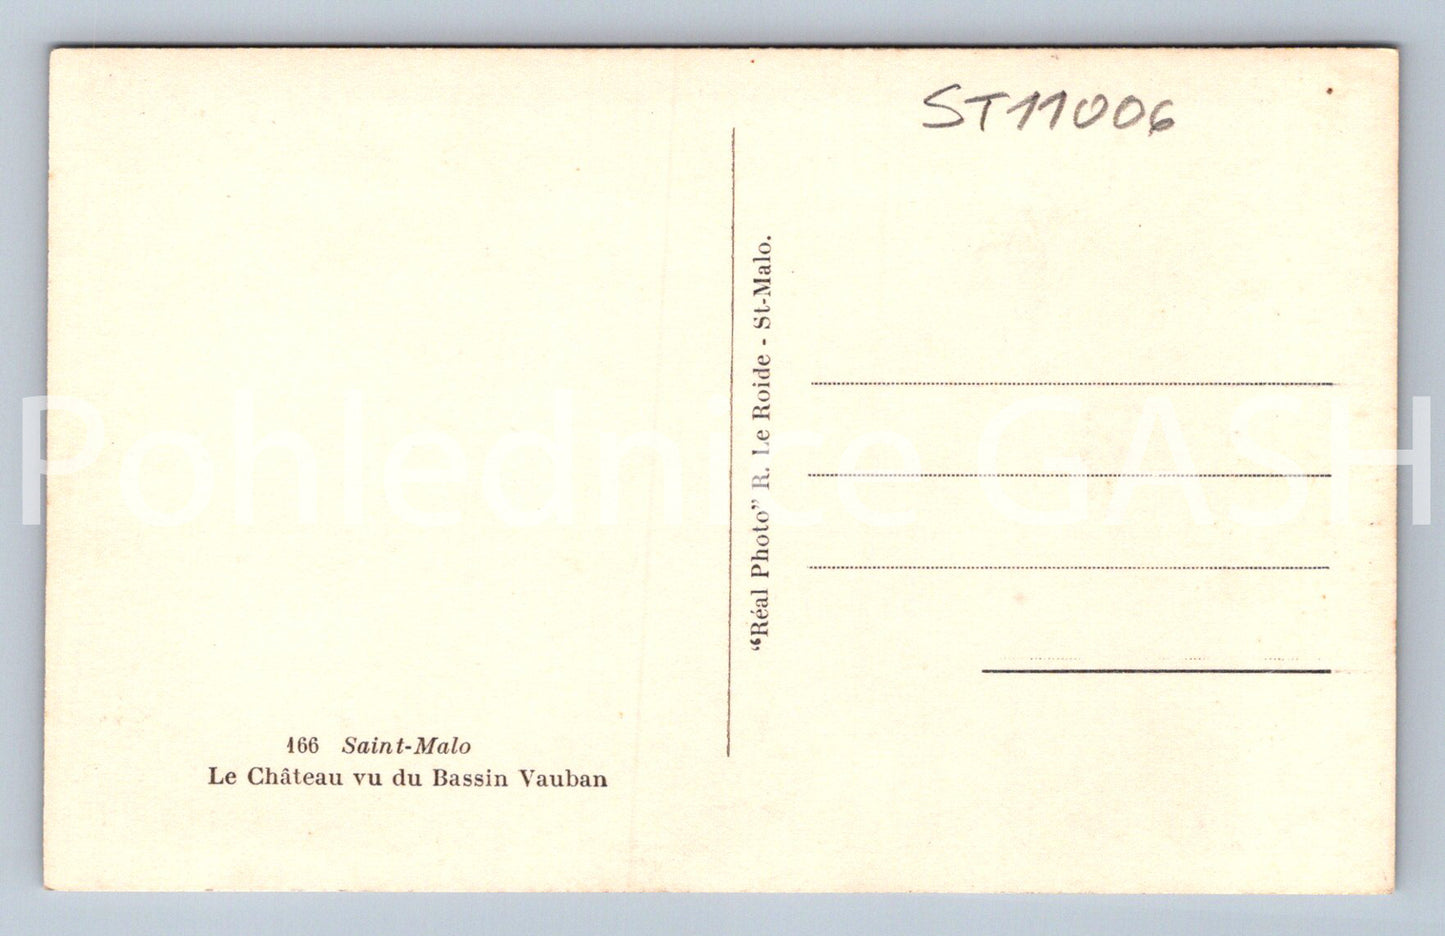 ST11006
"Réal Photo" R. Le Roide - St-Malo.
Pohlednice GASH
166 Saint-Malo
Le Château vu du Bassin Vauban